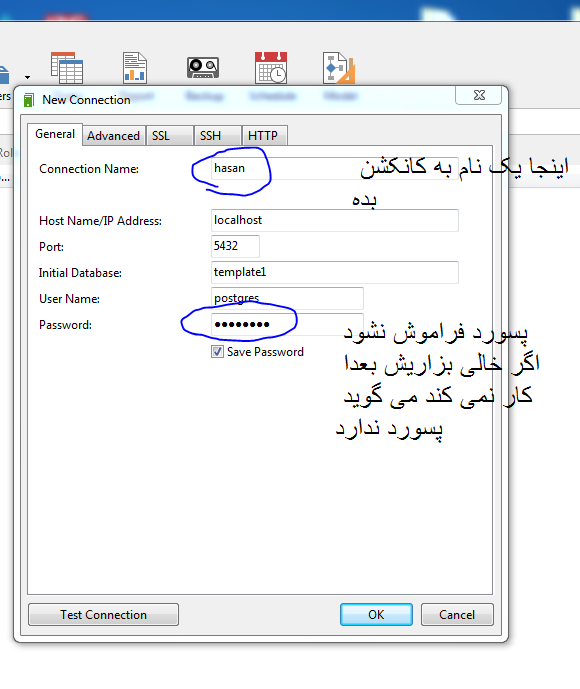 New Connection
General Advanced SSL SSH HTTP
Connection Name: hasan
اینجا یک نام به کانکشن
بده
Host Name/IP Address: localhost
Port: 5432
Initial Database: template1
User Name: postgres
Password: ●●●●●●●●
پسورد فراموش نشود
Save Password
اگر خالی بزاریش بعدا
کار نمی کند می گوید
پسورد ندارد
Test Connection OK Cancel